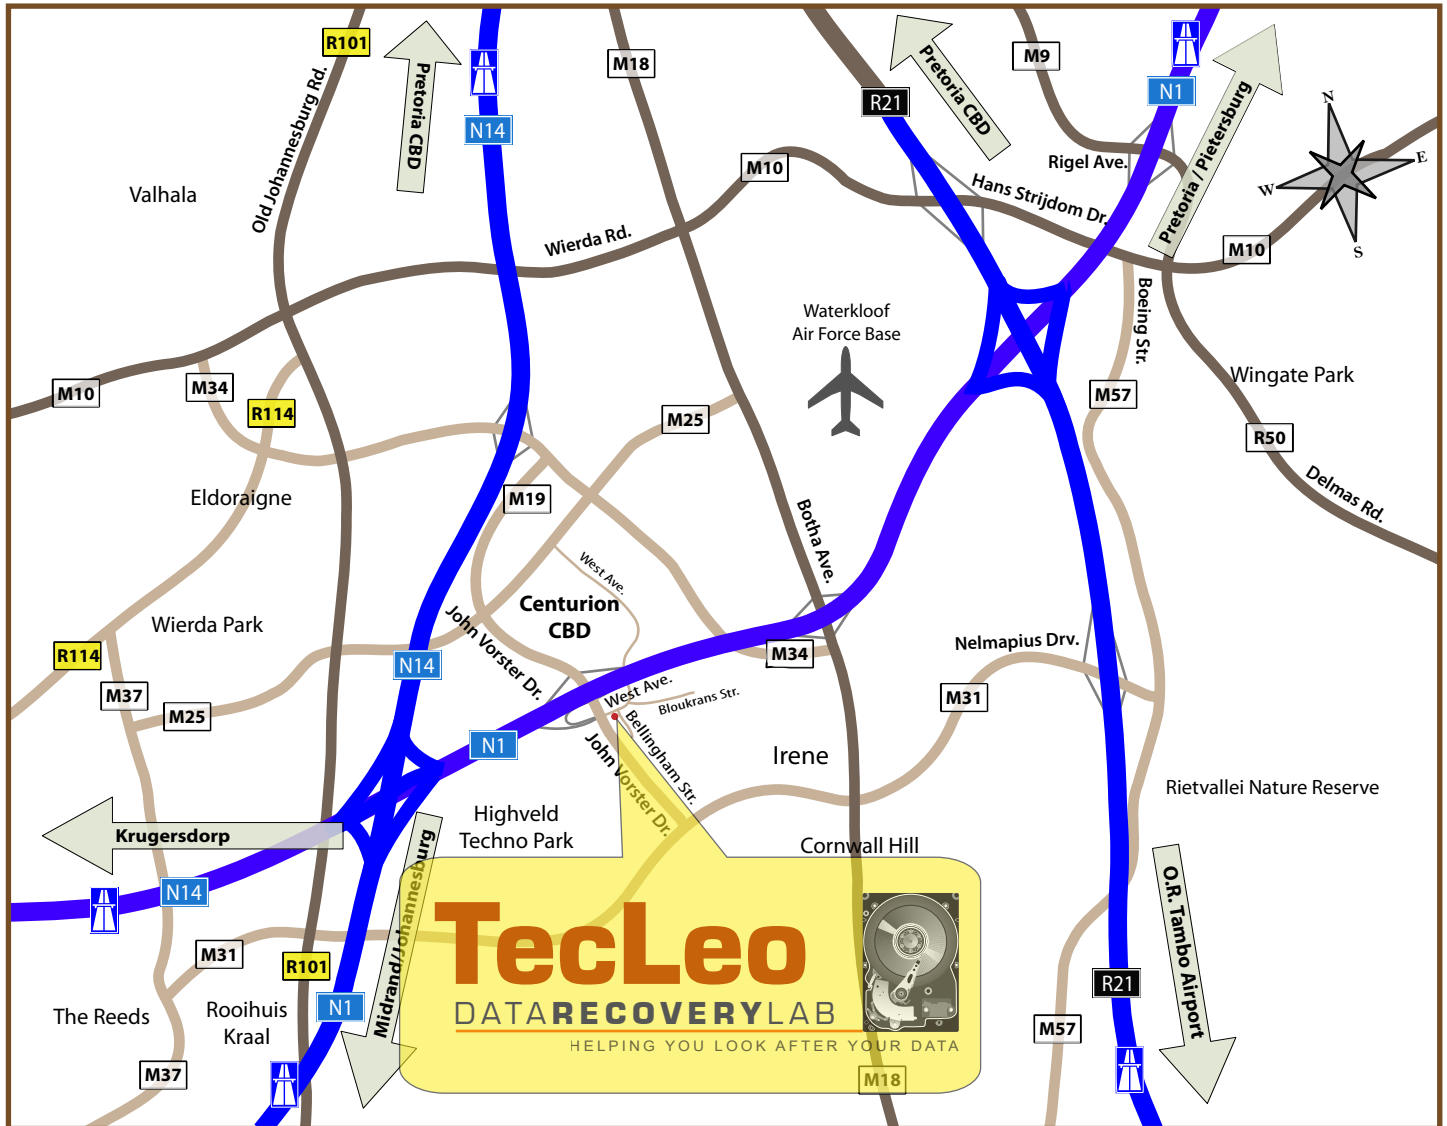 R101
Pretoria CBD
N14
M18
R21
Pretoria CBD
M9
N1
Pretoria / Pietersburg
N
E
W
S
Rigel Ave.
Valhala
Old Johannesburg Rd.
M10
Hans Strijdom Dr.
Wierda Rd.
M10
Boeing Str.
Waterkloof
Air Force Base
M10
M34
R114
M25
M57
Wingate Park
R50
Delmas Rd.
Eldoraigne
M19
Botha Ave.
West Ave.
Centurion
CBD
John Vorster Dr.
Wierda Park
R114
N14
M34
Nelmapius Drv.
M37
M25
M31
West Ave.
Bloukrans Str.
Bellingham Str.
N1
John Vorster Dr.
Irene
Rietvallei Nature Reserve
Highveld
Techno Park
Krugersdorp
Cornwall Hill
Midrand/Johannesburg
N14
O.R. Tambo Airport
M31
R101
N1
R21
The Reeds
Rooihuis
Kraal
M57
M37
TecLeo
DATARECOVERYLAB
HELPING YOU LOOK AFTER YOUR DATA
M18